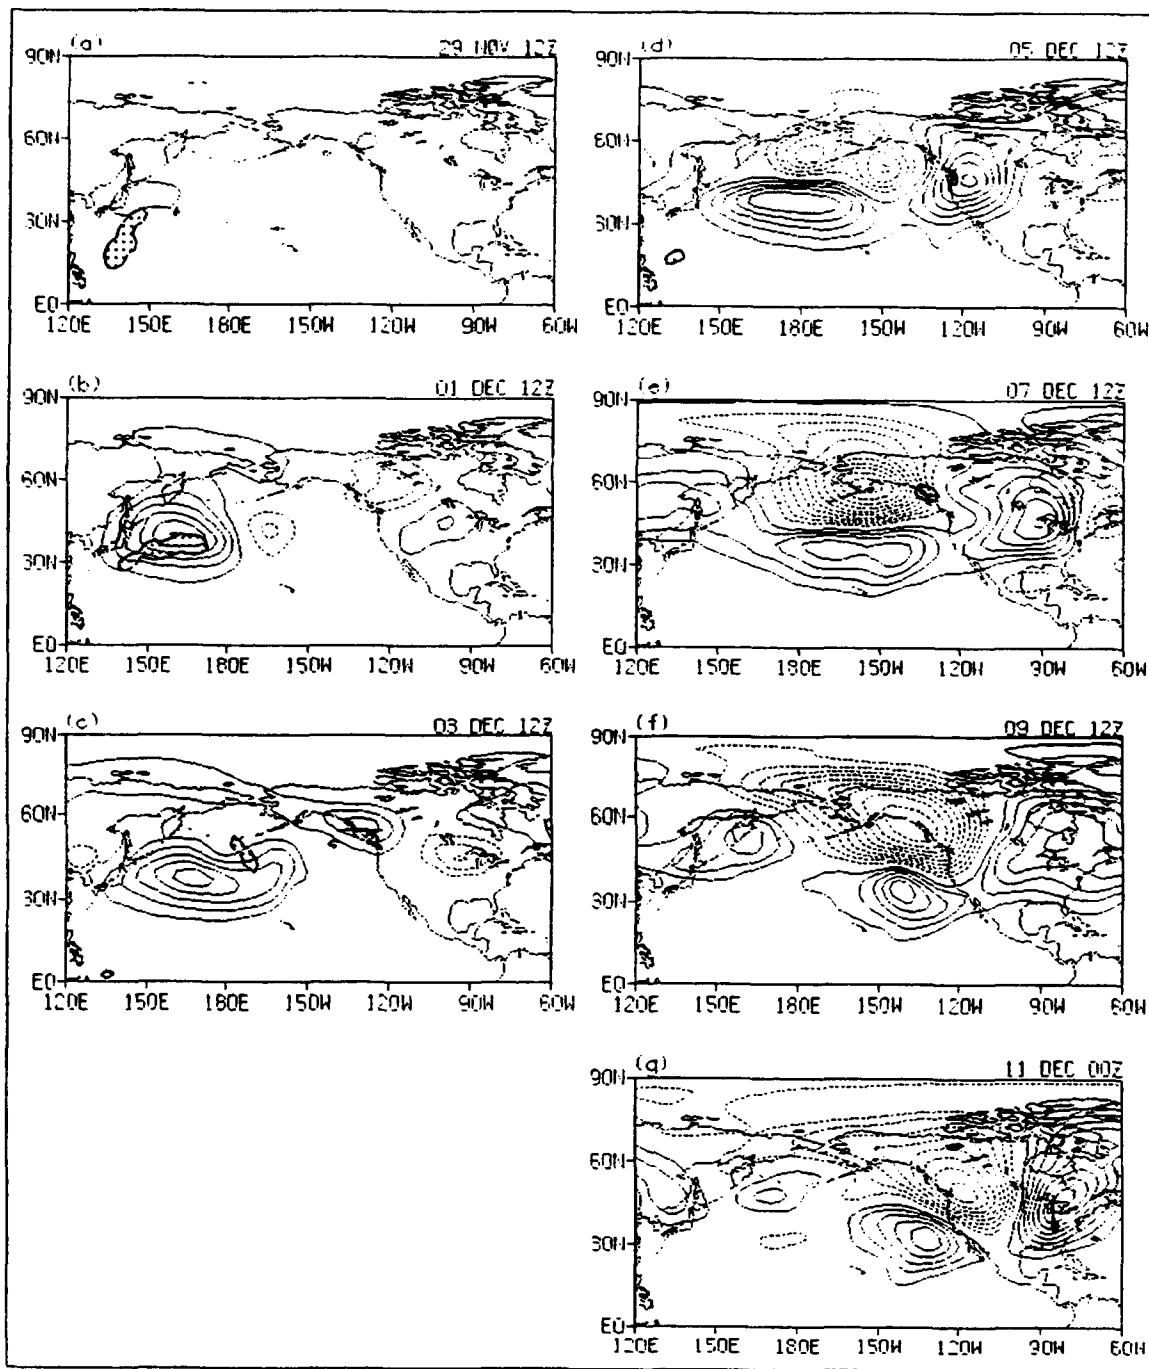 (a) 29 NOV 12Z
90N
60N
30N
EQ
120E 150E 180E 150W 120W 90W 60W
(b) 01 DEC 12Z
90N
60N
30N
EQ
120E 150E 180E 150W 120W 90W 60W
(c) 03 DEC 12Z
90N
60N
30N
EQ
120E 150E 180E 150W 120W 90W 60W
(d) 05 DEC 12Z
90N
60N
30N
EQ
120E 150E 180E 150W 120W 90W 60W
(e) 07 DEC 12Z
90N
60N
30N
EQ
120E 150E 180E 150W 120W 90W 60W
(f) 09 DEC 12Z
90N
60N
30N
EQ
120E 150E 180E 150W 120W 90W 60W
(g) 11 DEC 00Z
90N
60N
30N
EQ
120E 150E 180E 150W 120W 90W 60W